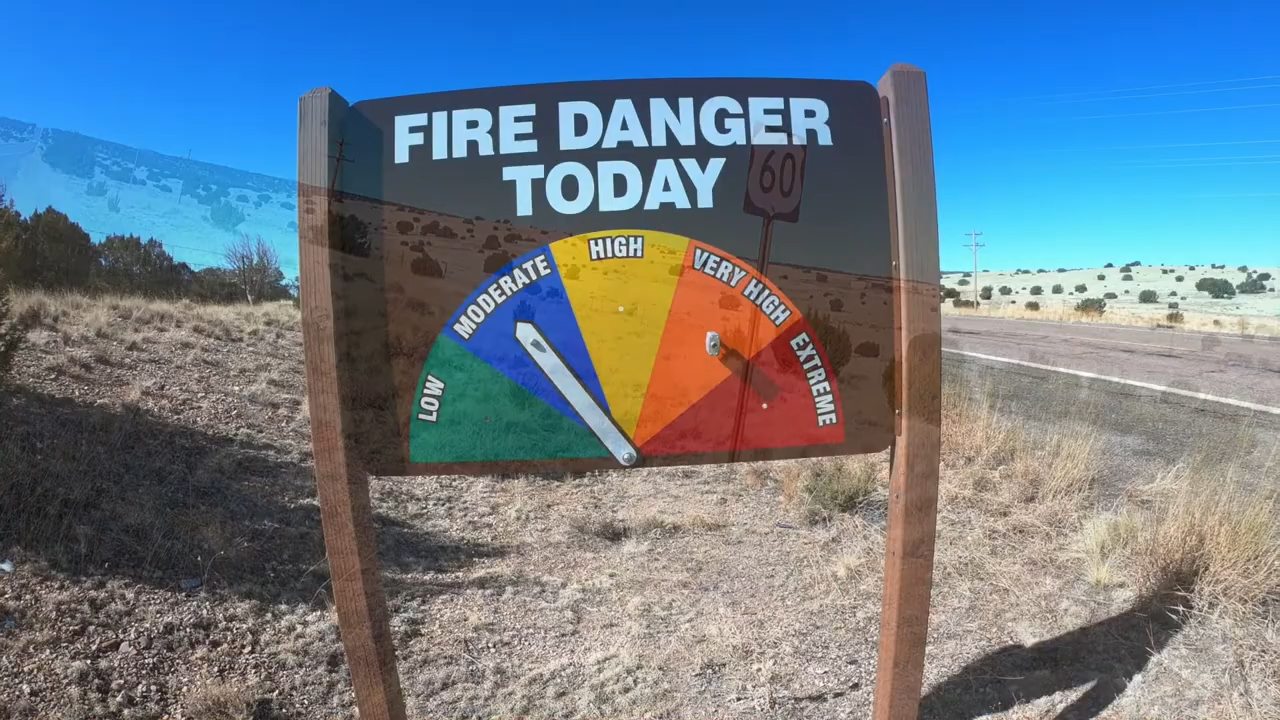 FIRE DANGER
TODAY
60
LOW
MODERATE
HIGH
VERY HIGH
EXTREME